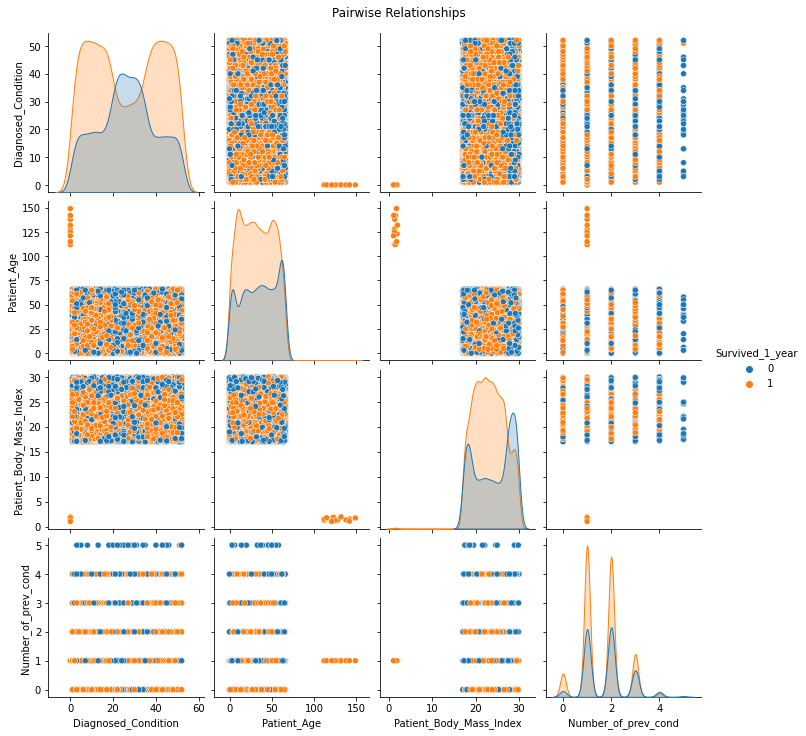 Pairwise Relationships
Diagnosed_Condition
50
40
30
20
10
0
Patient_Age
150
125
100
75
50
25
0
Patient_Body_Mass_Index
30
25
20
15
10
5
0
Number_of_prev_cond
5
4
3
2
1
0
0 20 40 60
Diagnosed_Condition
0 50 100 150
Patient_Age
0 10 20 30
Patient_Body_Mass_Index
0 2 4
Number_of_prev_cond
Survived_1_year
0
1